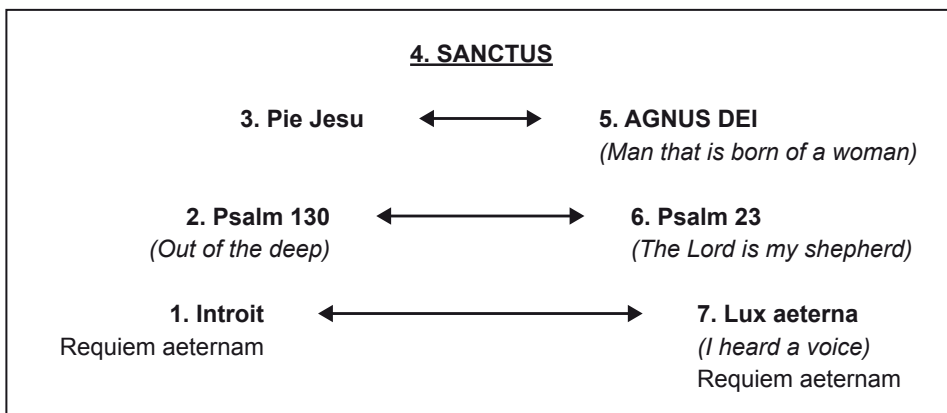 4. SANCTUS
3. Pie Jesu
5. AGNUS DEI
(Man that is born of a woman)
2. Psalm 130
(Out of the deep)
6. Psalm 23
(The Lord is my shepherd)
1. Introit
Requiem aeternam
7. Lux aeterna
(I heard a voice)
Requiem aeternam